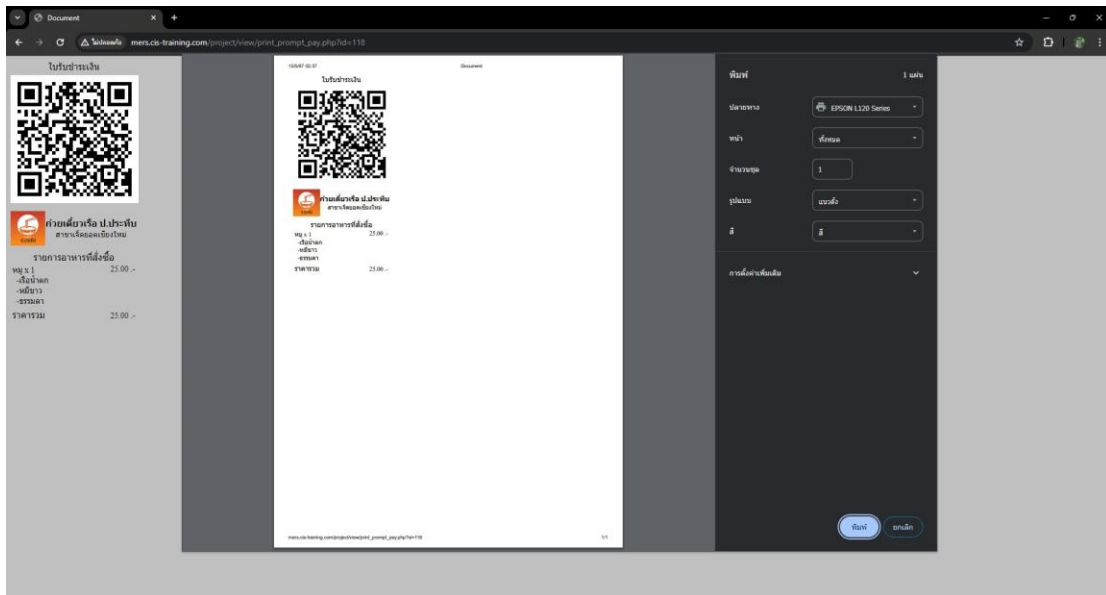 Document
ไม่ปลอดภัย mers.cis-training.com/project/view/print_prompt_pay.php?id=118
ใบรับชำระเงิน
ก๋วยเตี๋ยวเรือ ป.ประทีป
สาขาเจ็ดยอดเชียงใหม่
รายการอาหารที่สั่งซื้อ
หมู x 1 25.00 .-
-เรือน้ำตก
-หมี่ขาว
-ธรรมดา
ราคารวม 25.00 .-
Document
ใบรับชำระเงิน
ก๋วยเตี๋ยวเรือ ป.ประทีป
สาขาเจ็ดยอดเชียงใหม่
รายการอาหารที่สั่งซื้อ
หมู x 1 25.00 .-
-เรือน้ำตก
-หมี่ขาว
-ธรรมดา
ราคารวม 25.00 .-
mers.cis-training.com/project/view/print_prompt_pay.php?id=118 1/1
พิมพ์ 1 แผ่น
ปลายทาง EPSON L120 Series
หน้า ทั้งหมด
จำนวนชุด 1
รูปแบบ แนวตั้ง
สี สี
การตั้งค่าเพิ่มเติม
พิมพ์ ยกเลิก